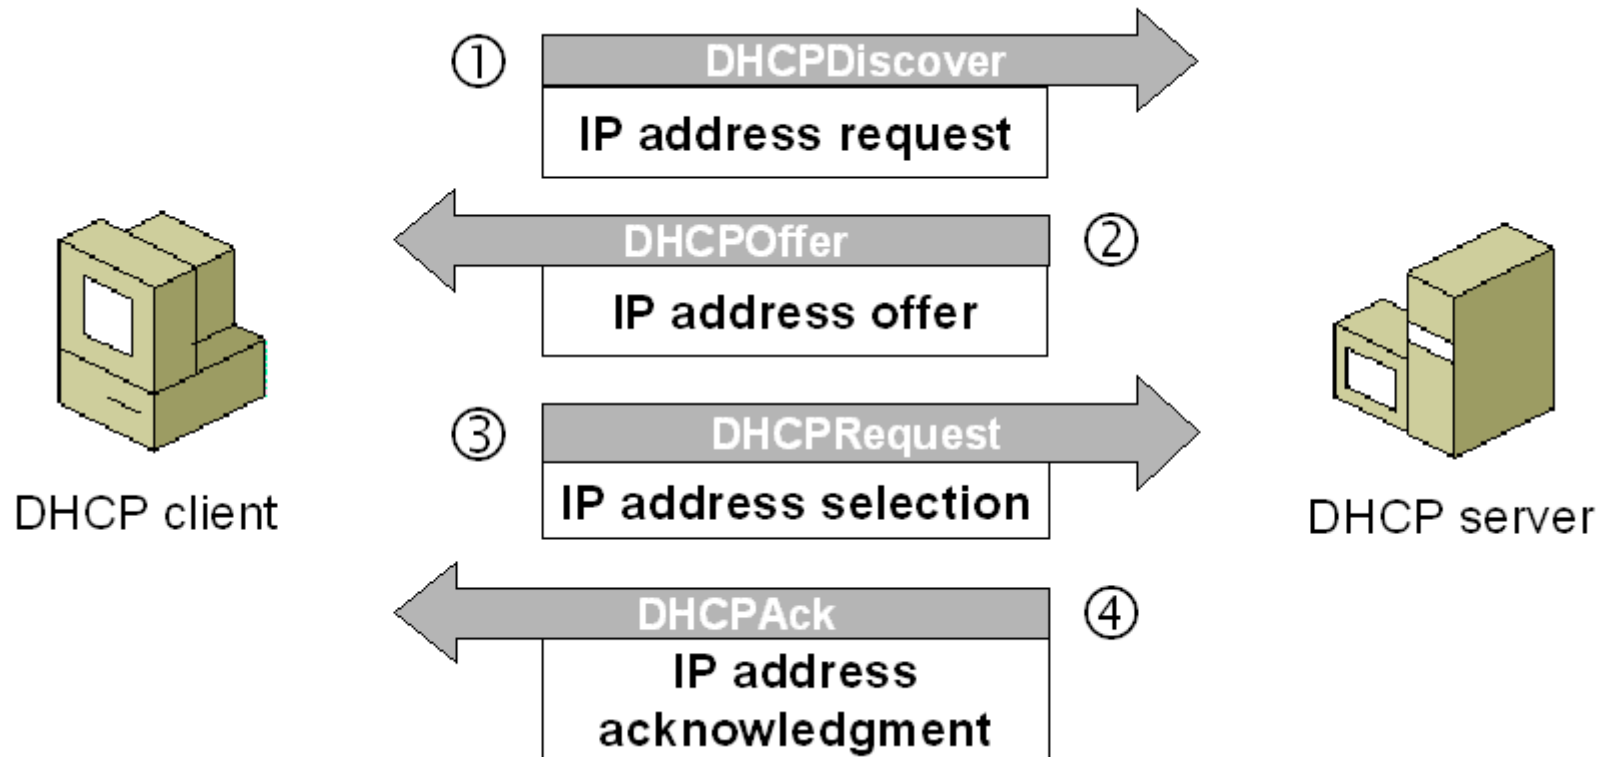 ① DHCPDiscover
IP address request
DHCPOffer ②
IP address offer
③ DHCPRequest
IP address selection
DHCP client
DHCP server
DHCPAck ④
IP address
acknowledgment